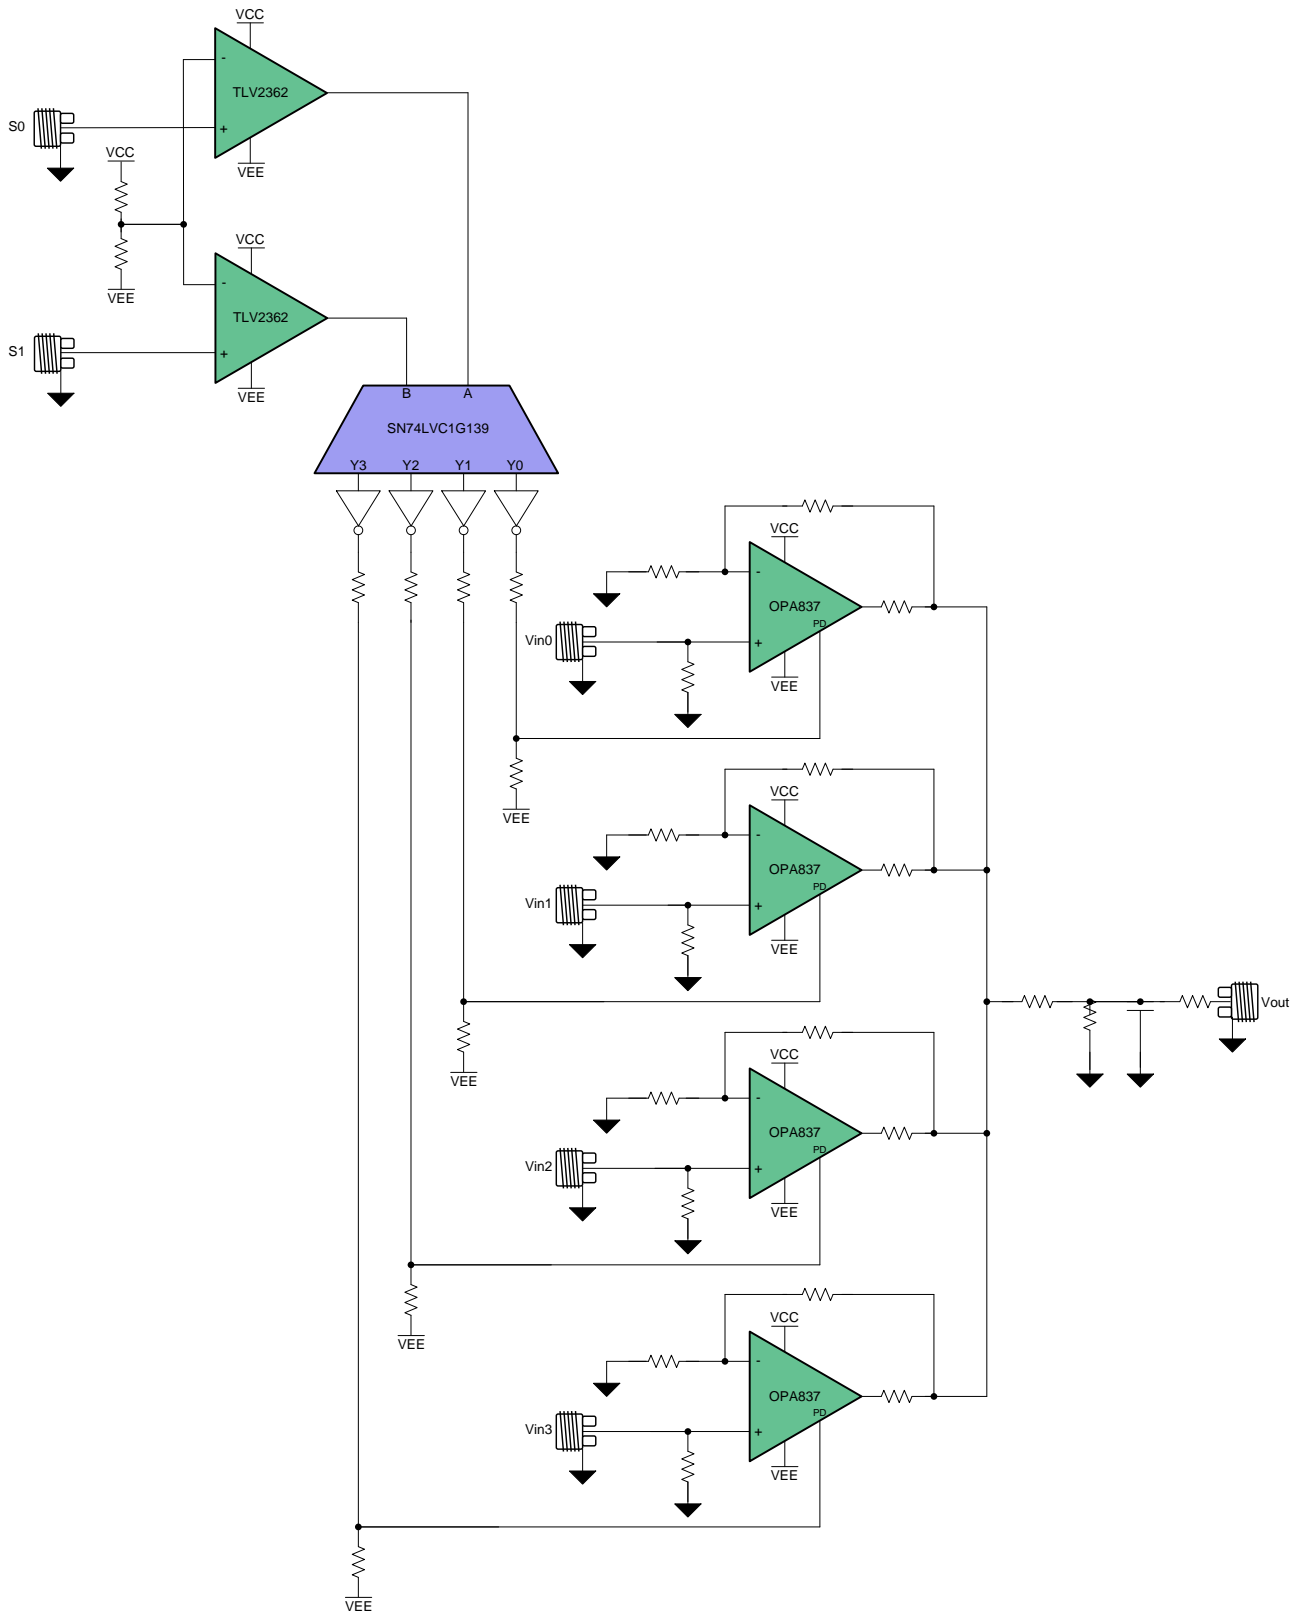 VCC
-
TLV2362
S0
+
VCC
VEE
VCC
-
VEE
TLV2362
S1
+
VEE
B A
SN74LVC1G139
Y3 Y2 Y1 Y0
VCC
-
OPA837
PD
Vin0
+
VEE
VCC
VEE
-
OPA837
PD
Vin1
+
VEE
Vout
VCC
VEE
-
OPA837
PD
Vin2
+
VEE
VCC
VEE
-
OPA837
PD
Vin3
+
VEE
VEE